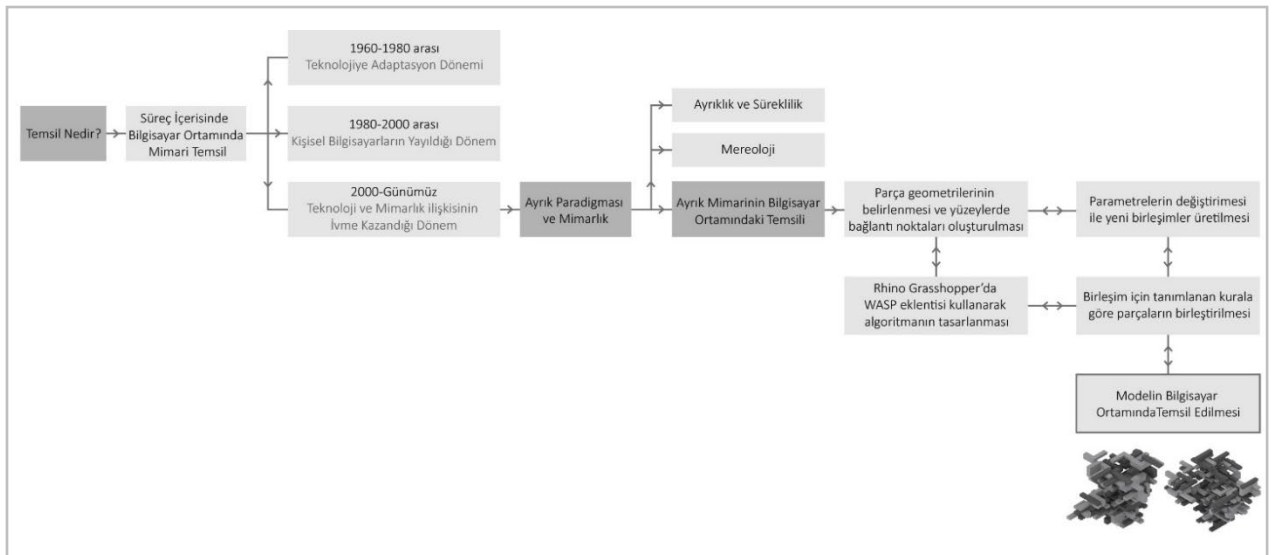 Temsil Nedir?
Süreç İçerisinde
Bilgisayar Ortamında
Mimari Temsil
1960-1980 arası
Teknolojiye Adaptasyon Dönemi
1980-2000 arası
Kişisel Bilgisayarların Yayıldığı Dönem
2000-Günümüz
Teknoloji ve Mimarlık ilişkisinin
İvme Kazandığı Dönem
Ayrık Paradigması
ve Mimarlık
Ayrıklık ve Süreklilik
Mereoloji
Ayrık Mimarinin Bilgisayar
Ortamındaki Temsili
Parça geometrilerinin
belirlenmesi ve yüzeylerde
bağlantı noktaları oluşturulması
Parametrelerin değiştirimesi
ile yeni birleşimler üretilmesi
Rhino Grasshopper’da
WASP eklentisi kullanarak
algoritmanın tasarlanması
Birleşim için tanımlanan kurala
göre parçaların birleştirilmesi
Modelin Bilgisayar
OrtamındaTemsil Edilmesi